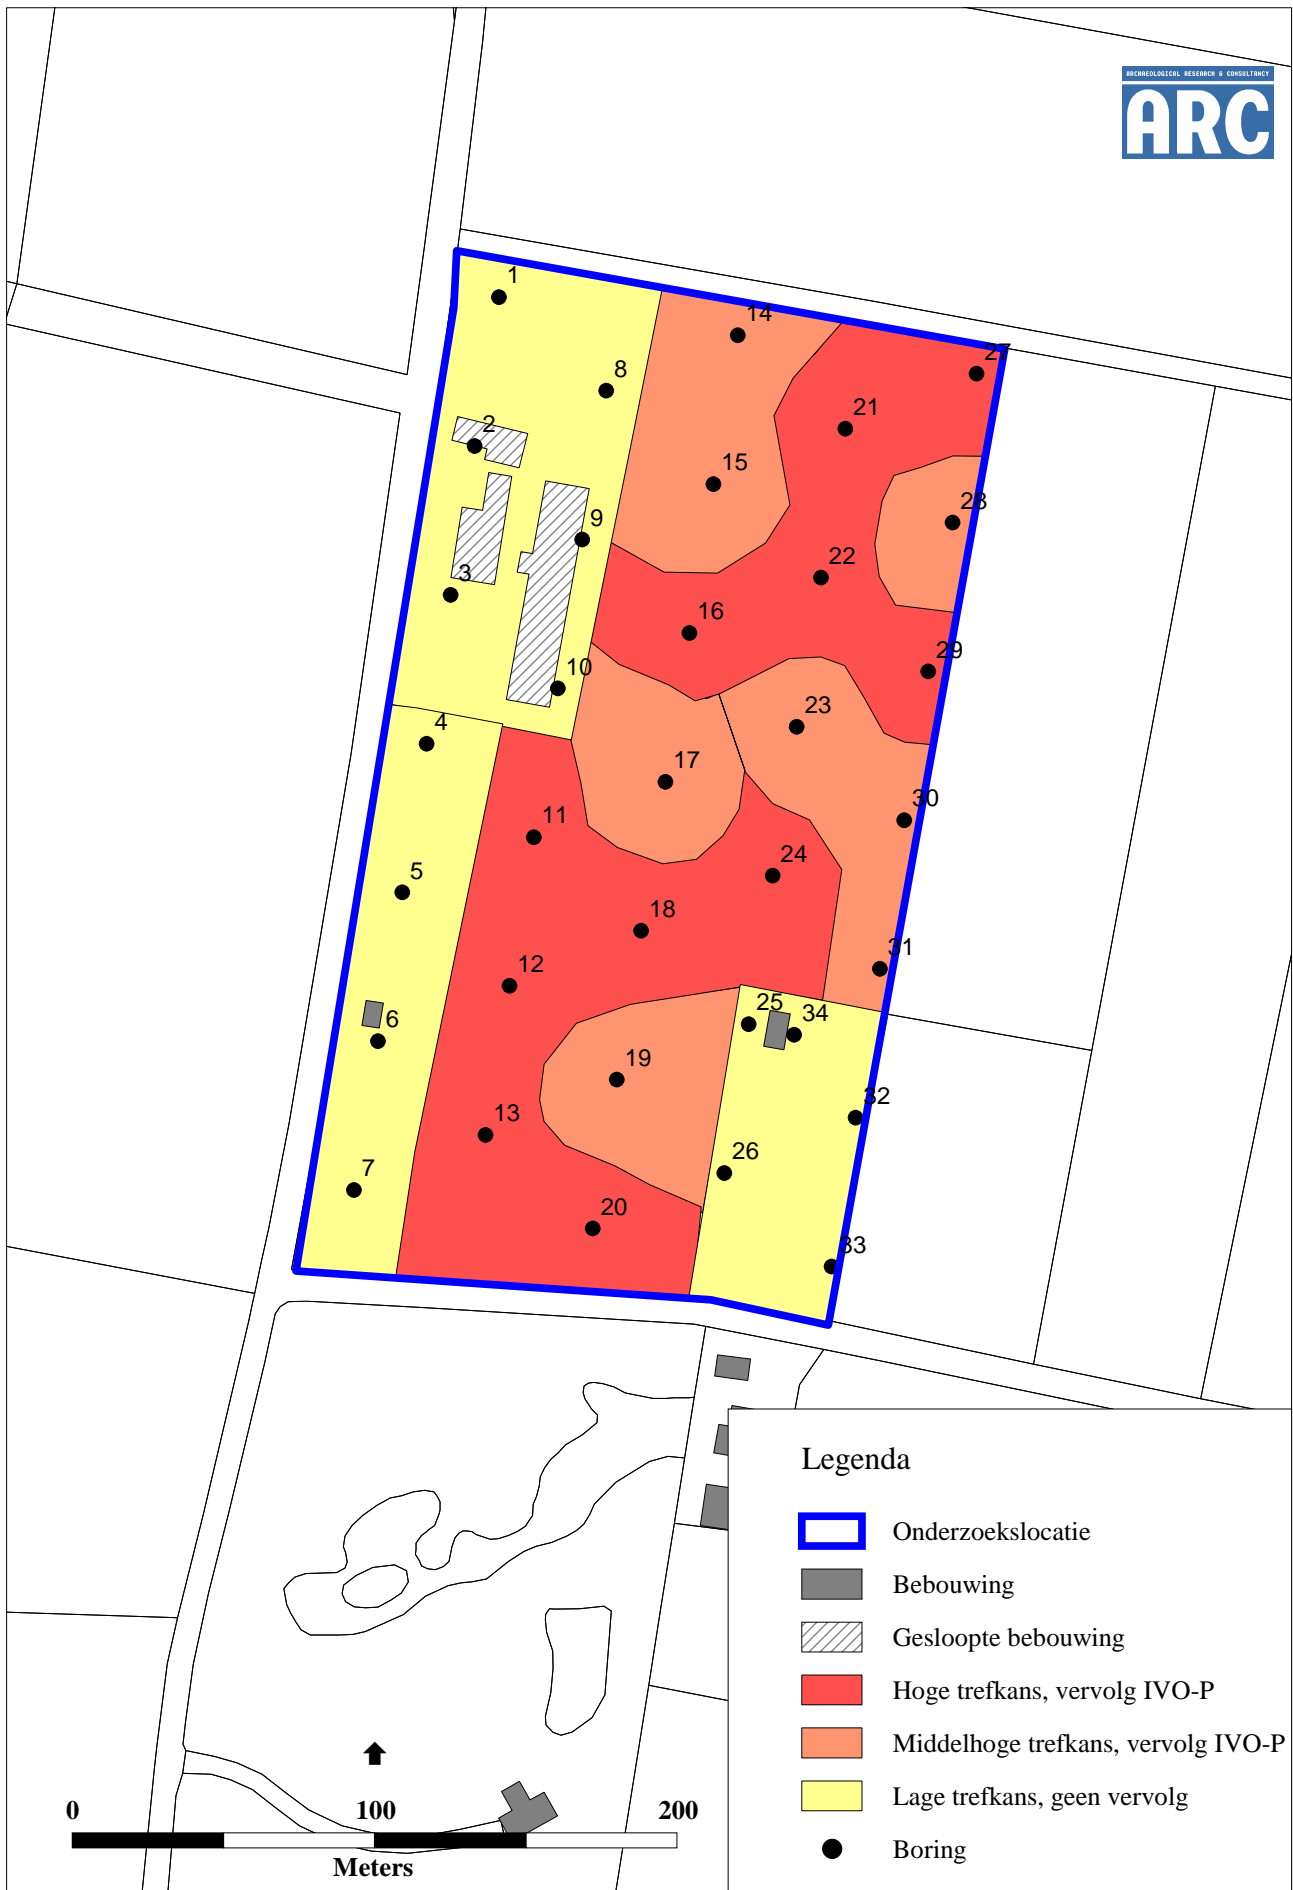 ARCHAEOLOGICAL RESEARCH & CONSULTANCY
ARC
1
14
27
8
21
2
15
28
9
22
3
16
29
10
23
4
17
30
11
24
5
18
31
12
25
34
6
19
32
13
26
7
20
33
Legenda
Onderzoekslocatie
Bebouwing
Gesloopte bebouwing
Hoge trefkans, vervolg IVO-P
Middelhoge trefkans, vervolg IVO-P
Lage trefkans, geen vervolg
Boring
0 100 200
Meters